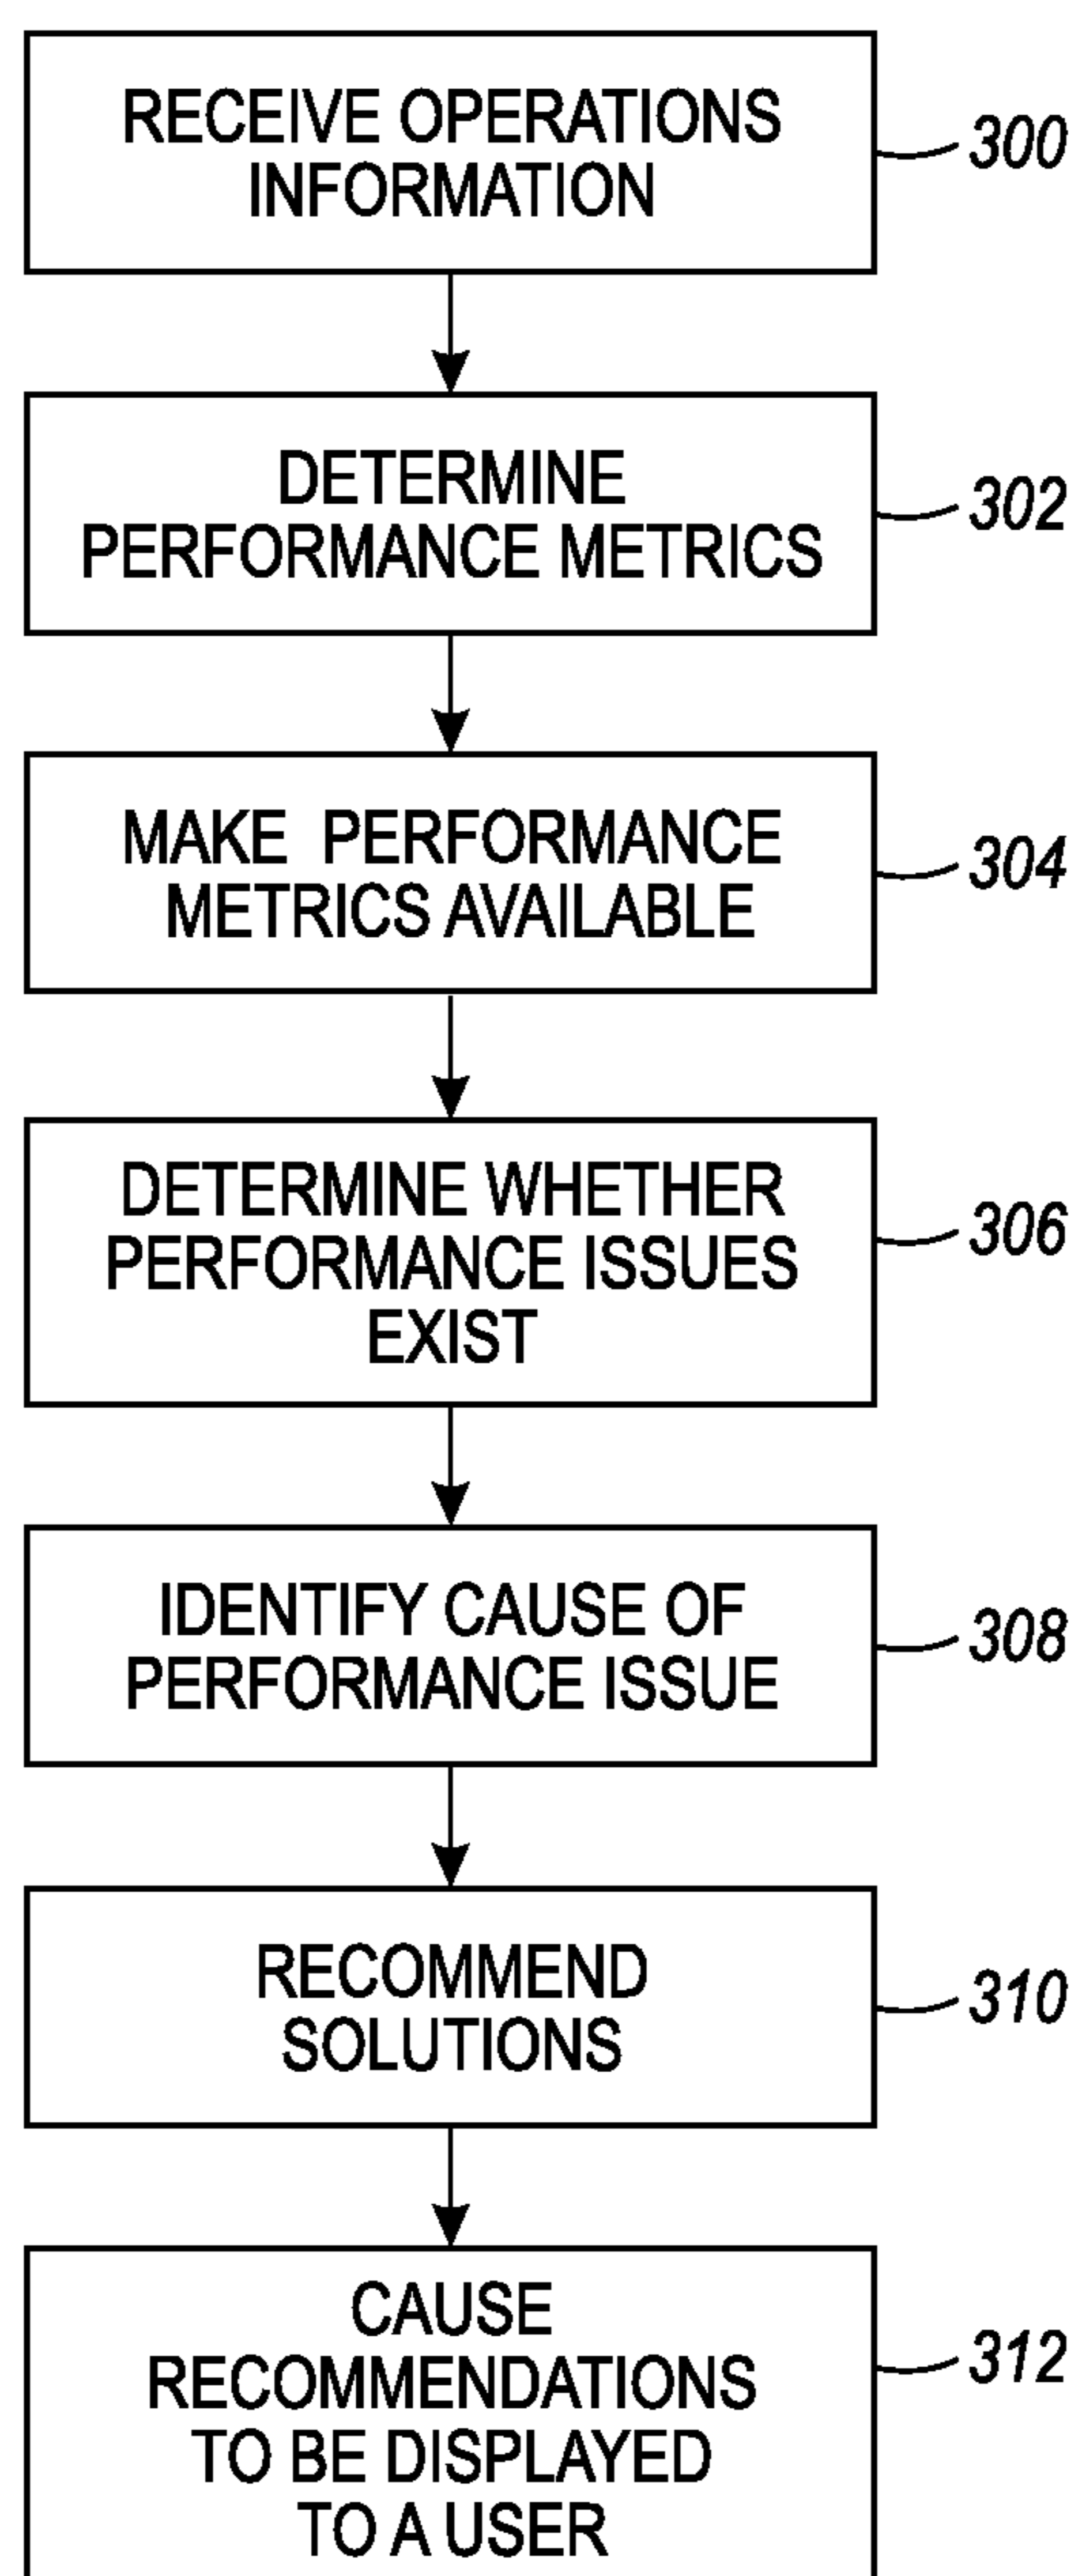 RECEIVE OPERATIONS
INFORMATION
300
DETERMINE
PERFORMANCE METRICS
302
MAKE PERFORMANCE
METRICS AVAILABLE
304
DETERMINE WHETHER
PERFORMANCE ISSUES
EXIST
306
IDENTIFY CAUSE OF
PERFORMANCE ISSUE
308
RECOMMEND
SOLUTIONS
310
CAUSE
RECOMMENDATIONS
TO BE DISPLAYED
TO A USER
312